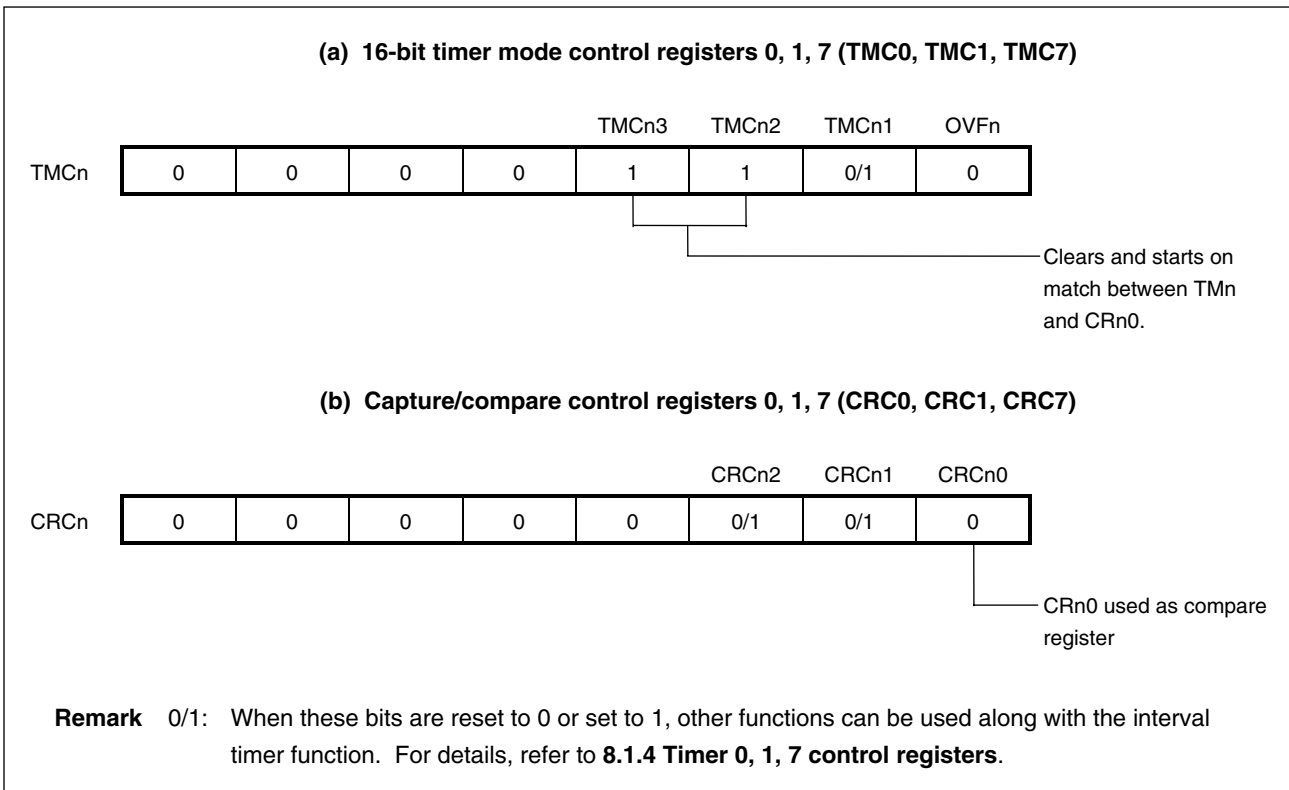 (a) 16-bit timer mode control registers 0, 1, 7 (TMC0, TMC1, TMC7)
TMCn3 TMCn2 TMCn1 OVFn
TMCn 0 0 0 0 1 1 0/1 0
Clears and starts on
match between TMn
and CRn0.
(b) Capture/compare control registers 0, 1, 7 (CRC0, CRC1, CRC7)
CRCn2 CRCn1 CRCn0
CRCn 0 0 0 0 0 0/1 0/1 0
CRn0 used as compare
register
Remark 0/1: When these bits are reset to 0 or set to 1, other functions can be used along with the interval
timer function. For details, refer to 8.1.4 Timer 0, 1, 7 control registers.